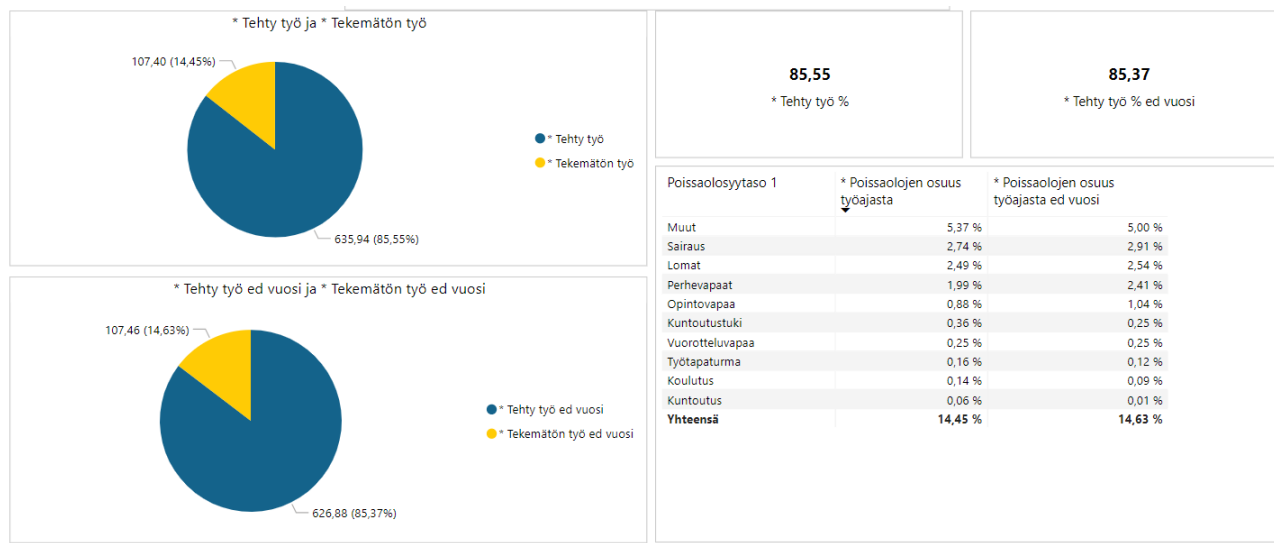 * Tehty työ ja * Tekemätön työ
107,40 (14,45%)
635,94 (85,55%)
* Tehty työ
* Tekemätön työ
* Tehty työ ed vuosi ja * Tekemätön työ ed vuosi
107,46 (14,63%)
626,88 (85,37%)
* Tehty työ ed vuosi
* Tekemätön työ ed vuosi
85,55
* Tehty työ %
85,37
* Tehty työ % ed vuosi
Poissaolosyytaso 1 * Poissaolojen osuus työajasta * Poissaolojen osuus työajasta ed vuosi
Muut 5,37 % 5,00 %
Sairaus 2,74 % 2,91 %
Lomat 2,49 % 2,54 %
Perhevapaat 1,99 % 2,41 %
Opintovapaa 0,88 % 1,04 %
Kuntoutustuki 0,36 % 0,25 %
Vuorotteluvapaa 0,25 % 0,25 %
Työtapaturma 0,16 % 0,12 %
Koulutus 0,14 % 0,09 %
Kuntoutus 0,06 % 0,01 %
Yhteensä 14,45 % 14,63 %